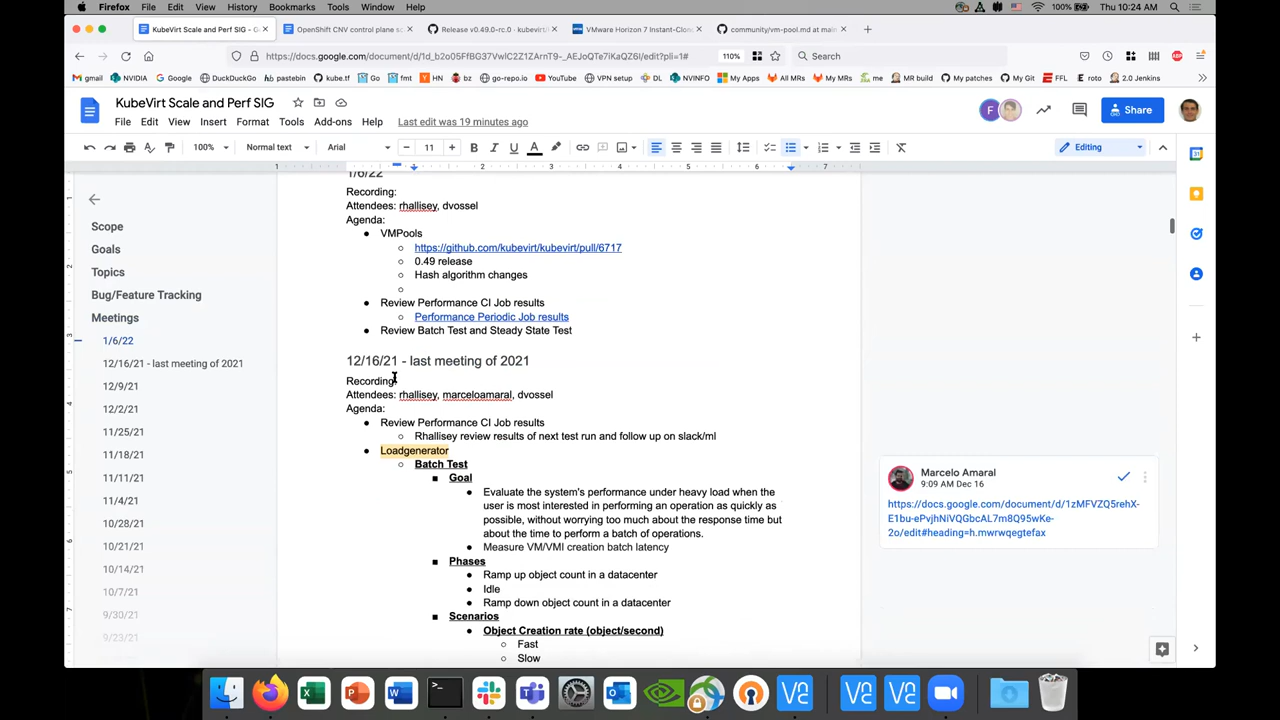 Firefox File Edit View History Bookmarks Tools Window Help 100% Thu Jan 6 10:24 AM
KubeVirt Scale and Perf SIG - G
OpenShift CNV control plane sc
Release v0.49.0-rc.0 · kubevirt/
VMware Horizon 7 Instant-Clon
community/vm-pool.md at main
110% Search
gmail NVIDIA Google DuckDuckGo pastebin kube.tf Go fmt HN bz go-repo.io YouTube VPN setup DL NVINFO My Apps All MRs My MRs me MR build My patches My Git FFL roto 2.0 Jenkins
KubeVirt Scale and Perf SIG
File Edit View Insert Format Tools Add-ons Help Last edit was 19 minutes ago
Share
100% Normal text Arial 11 Editing
1 1 2 3 4 5 6 7
Scope
Goals
Topics
Bug/Feature Tracking
Meetings
1/6/22
12/16/21 - last meeting of 2021
12/9/21
12/2/21
11/25/21
11/18/21
11/11/21
11/4/21
10/28/21
10/21/21
10/14/21
10/7/21
9/30/21
9/23/21
1/6/22
Recording:
Attendees: rhallisey, dvossel
Agenda:
VMPools
https://github.com/kubevirt/kubevirt/pull/6717
0.49 release
Hash algorithm changes
Review Performance CI Job results
Performance Periodic Job results
Review Batch Test and Steady State Test
12/16/21 - last meeting of 2021
Recording:
Attendees: rhallisey, marceloamaral, dvossel
Agenda:
Review Performance CI Job results
Rhallisey review results of next test run and follow up on slack/ml
Loadgenerator
Batch Test
Goal
Evaluate the system's performance under heavy load when the
user is most interested in performing an operation as quickly as
possible, without worrying too much about the response time but
about the time to perform a batch of operations.
Measure VM/VMI creation batch latency
Phases
Ramp up object count in a datacenter
Idle
Ramp down object count in a datacenter
Scenarios
Object Creation rate (object/second)
Fast
Slow
Marcelo Amaral
9:09 AM Dec 16
https://docs.google.com/document/d/1zMFVZQ5rehX-
E1bu-ePvjhNiVQGbcAL7m8Q95wKe-
2o/edit#heading=h.mwrwqegtefax